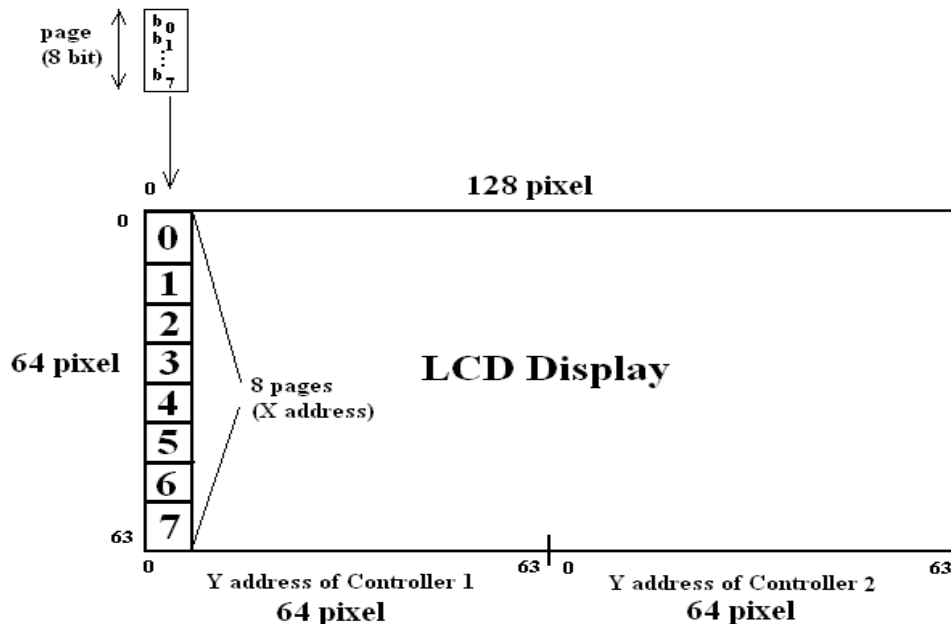 page
(8 bit)
b0
b1
⋮
b7
0
128 pixel
0
0
1
2
3
4
5
6
7
64 pixel
LCD Display
8 pages
(X address)
63
0
63
0
63
Y address of Controller 1
Y address of Controller 2
64 pixel
64 pixel